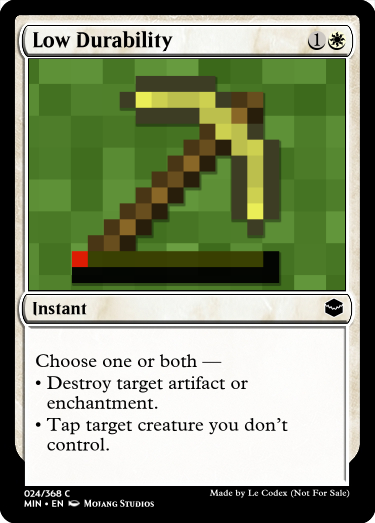 Low Durability 1
Instant
Choose one or both —
• Destroy target artifact or
enchantment.
• Tap target creature you don't
control.
024/368 C
MIN • EN Mojang Studios
Made by Le Codex (Not For Sale)